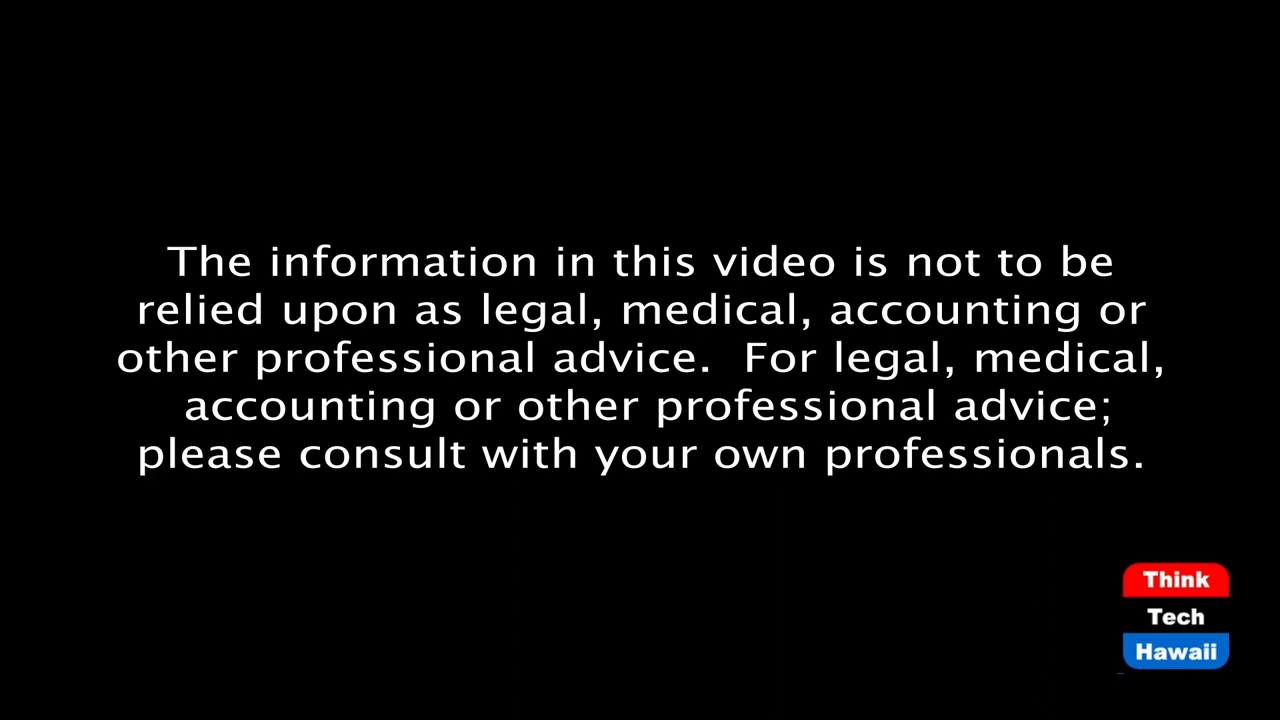 The information in this video is not to be
relied upon as legal, medical, accounting or
other professional advice.  For legal, medical,
accounting or other professional advice;
please consult with your own professionals.
Think
Tech
Hawaii